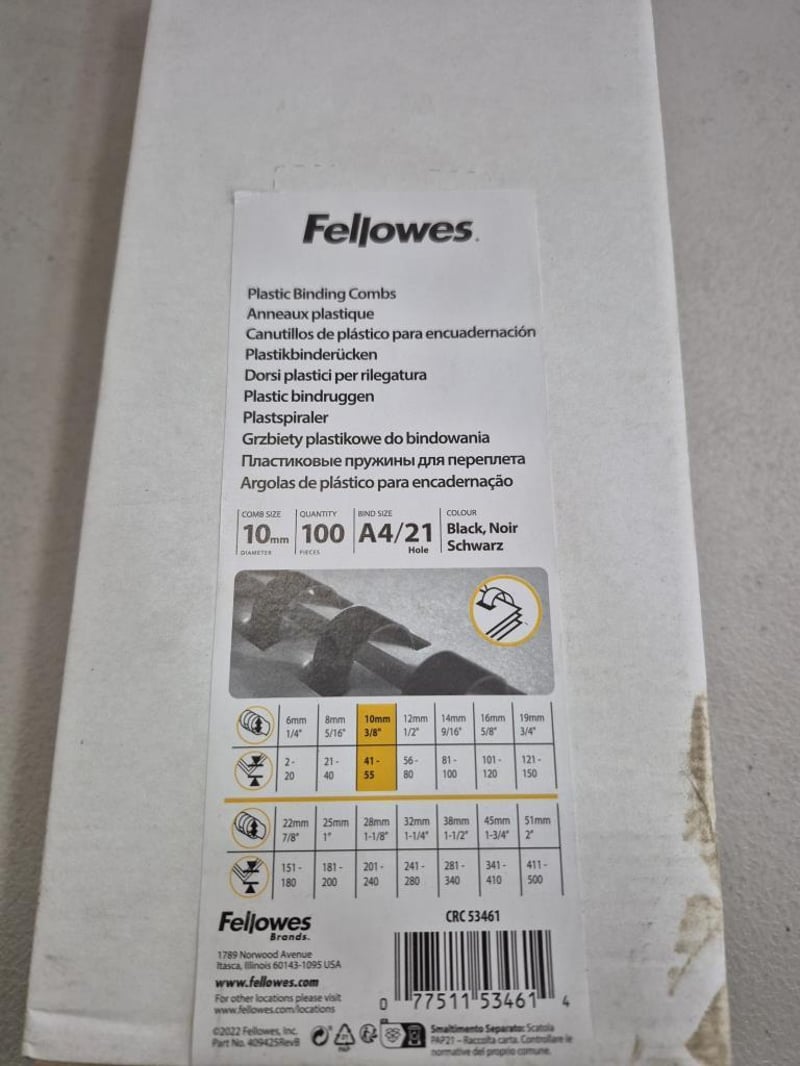 Fellowes.
Plastic Binding Combs
Anneaux plastique
Canutillos de plástico para encuadernación
Plastikbinderücken
Dorsi plastici per rilegatura
Plastic bindruggen
Plastspiraler
Grzbiety plastikowe do bindowania
Пластиковые пружины для переплета
Argolas de plástico para encadernação
COMB SIZE QUANTITY BIND SIZE COLOUR
10mm 100 A4/21 Black, Noir
DIAMETER PIECES Hole Schwarz
6mm 8mm 10mm 12mm 14mm 16mm 19mm
1/4" 5/16" 3/8" 1/2" 9/16" 5/8" 3/4"
2- 21- 41- 56- 81- 101- 121-
20 40 55 80 100 120 150
22mm 25mm 28mm 32mm 38mm 45mm 51mm
7/8" 1" 1-1/8" 1-1/4" 1-1/2" 1-3/4" 2"
151- 181- 201- 241- 281- 341- 411-
180 200 240 280 340 410 500
Fellowes
Brands.
CRC 53461
1789 Norwood Avenue
Itasca, Illinois 60143-1095 USA
www.fellowes.com
For other locations please visit
www.fellowes.com/locations
0 77511 53461 4
©2022 Fellowes, Inc.
Part No. 409425RevB
PAP
Smaltimento Separato: Scatola
PAP21 – Raccolta carta. Controllare le
normative del proprio comune.